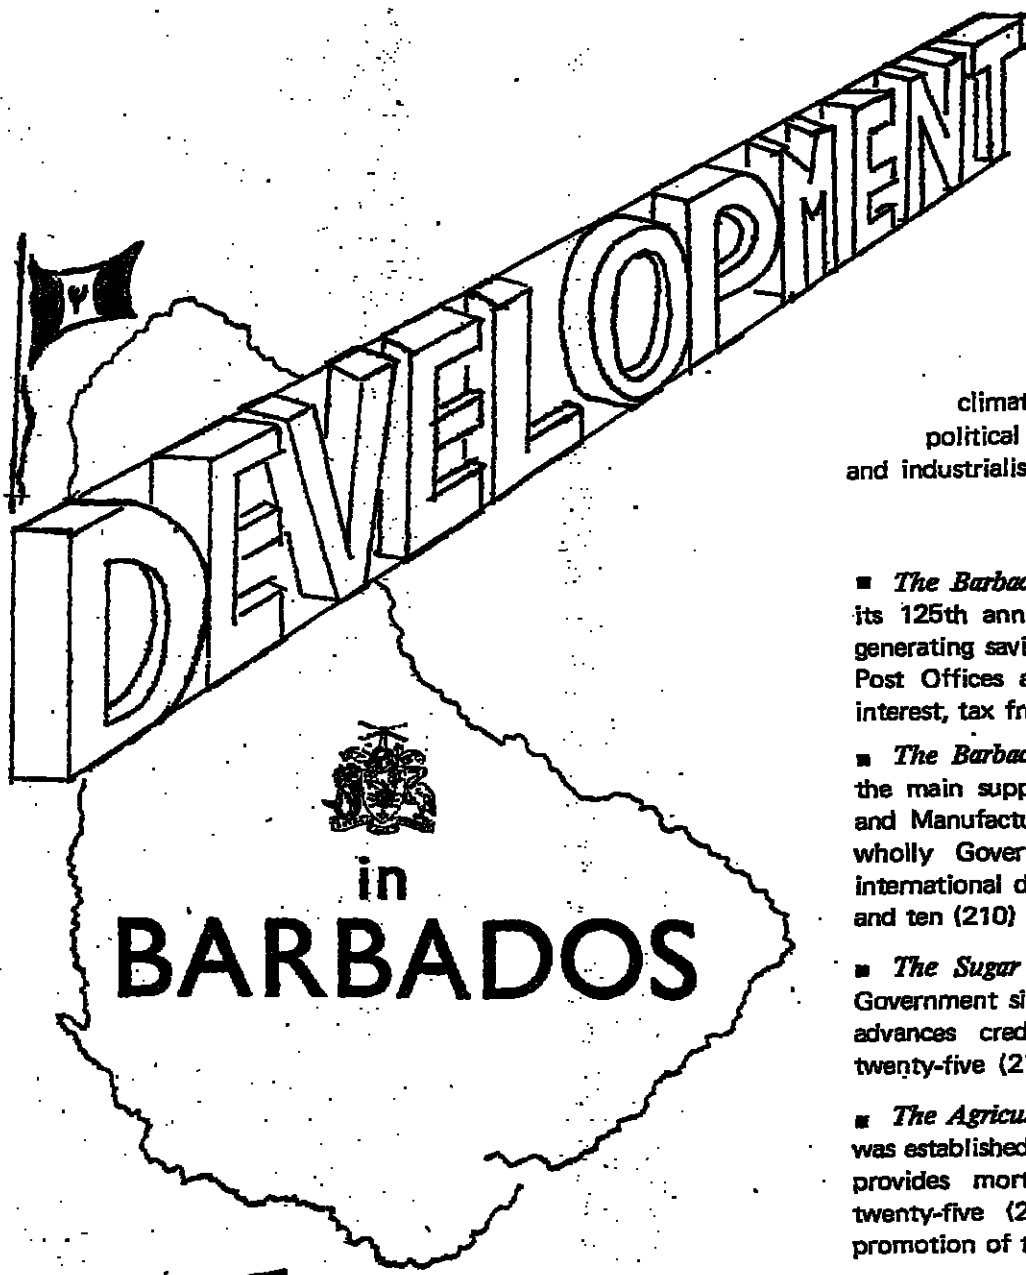 DEVELOPMENT
in
BARBADOS
climat
political
and industrialis
▪ The Barbad
its 125th ann
generating savi
Post Offices a
interest, tax fr
▪ The Barbad
the main supp
and Manufactu
wholly Gover
international d
and ten (210)
▪ The Sugar
Government si
advances cred
twenty-five (2
▪ The Agricu
was established
provides mort
twenty-five (2
promotion of t